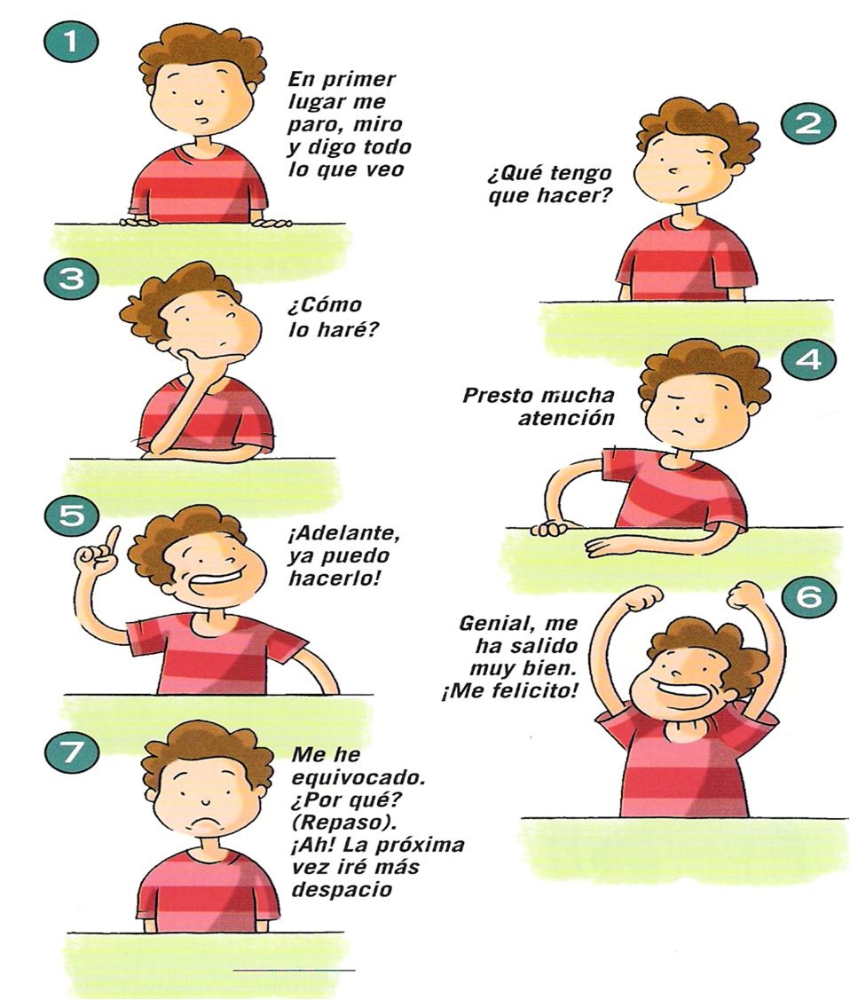 1
En primer
lugar me
paro, miro
y digo todo
lo que veo
2
¿Qué tengo
que hacer?
3
¿Cómo
lo haré?
4
Presto mucha
atención
5
¡Adelante,
ya puedo
hacerlo!
6
Genial, me
ha salido
muy bien.
¡Me felicito!
7
Me he
equivocado.
¿Por qué?
(Repaso).
¡Ah! La próxima
vez iré más
despacio